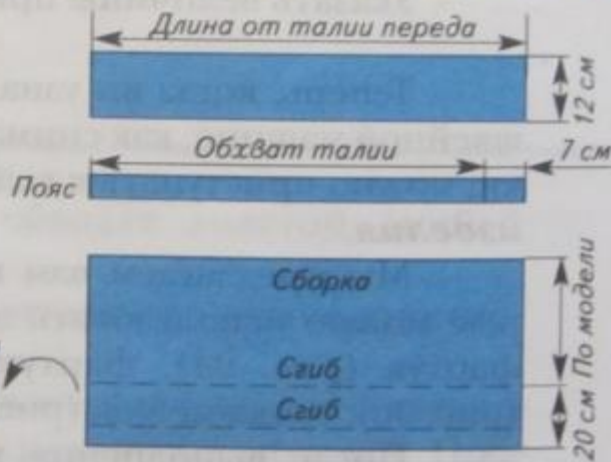 Длина от талии переда
12 см
Обхват талии
7 см
Пояс
Сборка
По модели
Сгиб
Сгиб
20 см